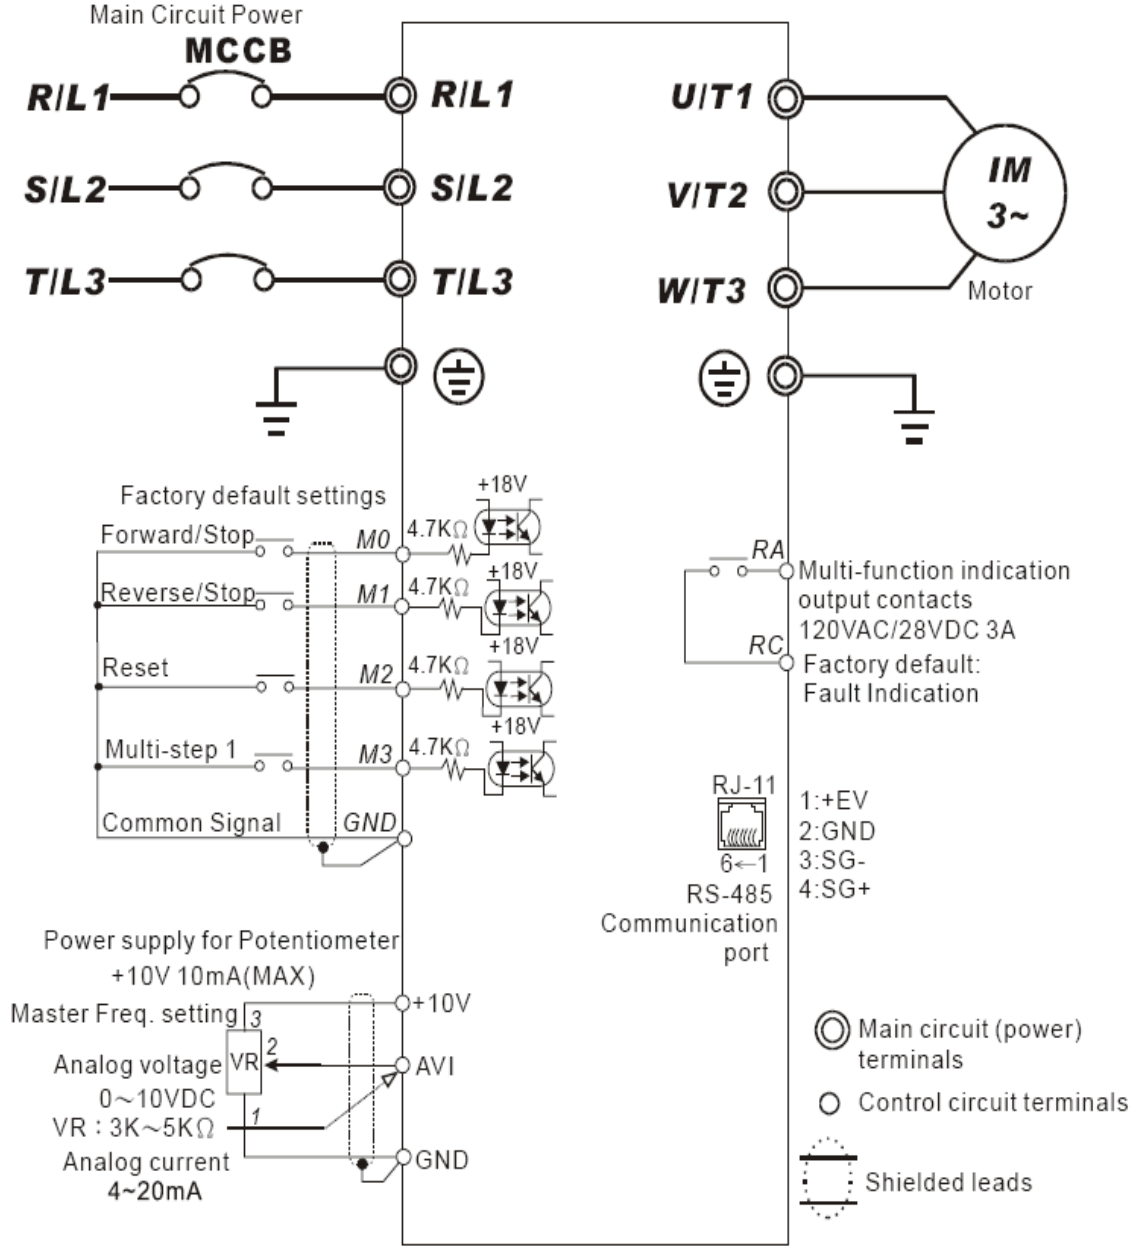 Main Circuit Power
MCCB
R/L1
R/L1
U/T1
S/L2
S/L2
V/T2
IM
3~
T/L3
T/L3
W/T3
Motor
Factory default settings
+18V
Forward/Stop
M0
4.7KΩ
+18V
Reverse/Stop
M1
4.7KΩ
+18V
Reset
M2
4.7KΩ
+18V
Multi-step 1
M3
4.7KΩ
Common Signal
GND
RA
Multi-function indication
output contacts
120VAC/28VDC 3A
RC
Factory default:
Fault Indication
RJ-11
6←1
RS-485
Communication
port
1:+EV
2:GND
3:SG-
4:SG+
Power supply for Potentiometer
+10V 10mA(MAX)
+10V
Master Freq. setting
3
2
VR
Analog voltage
AVI
0~10VDC
1
VR : 3K~5KΩ
Analog current
4~20mA
GND
Main circuit (power)
terminals
Control circuit terminals
Shielded leads